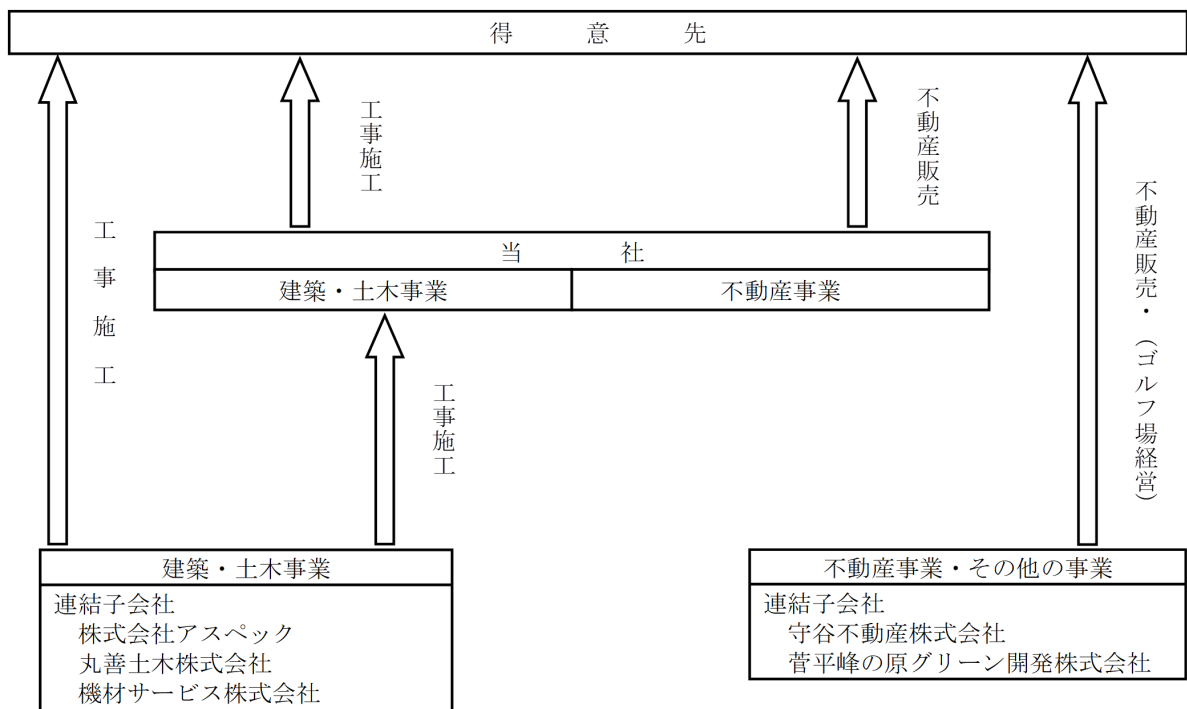 得意先
工事施工
工事施工
不動産販売
不動産販売・(ゴルフ場経営)
当社
建築・土木事業
不動産事業
工事施工
建築・土木事業
連結子会社
株式会社アスペック
丸善土木株式会社
機材サービス株式会社
不動産事業・その他の事業
連結子会社
守谷不動産株式会社
菅平峰の原グリーン開発株式会社